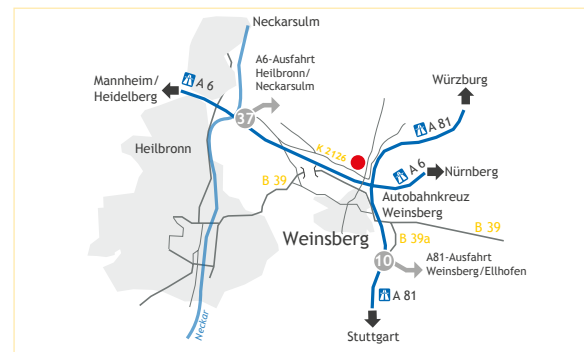 Neckarsulm
A6-Ausfahrt
Heilbronn/
Neckarsulm
Mannheim/
Heidelberg
A 6
37
Würzburg
A 81
K 2126
Heilbronn
A 6
Nürnberg
B 39
Autobahnkreuz
Weinsberg
Weinsberg
B 39
B 39a
10
A81-Ausfahrt
Weinsberg/Ellhofen
A 81
Neckar
Stuttgart